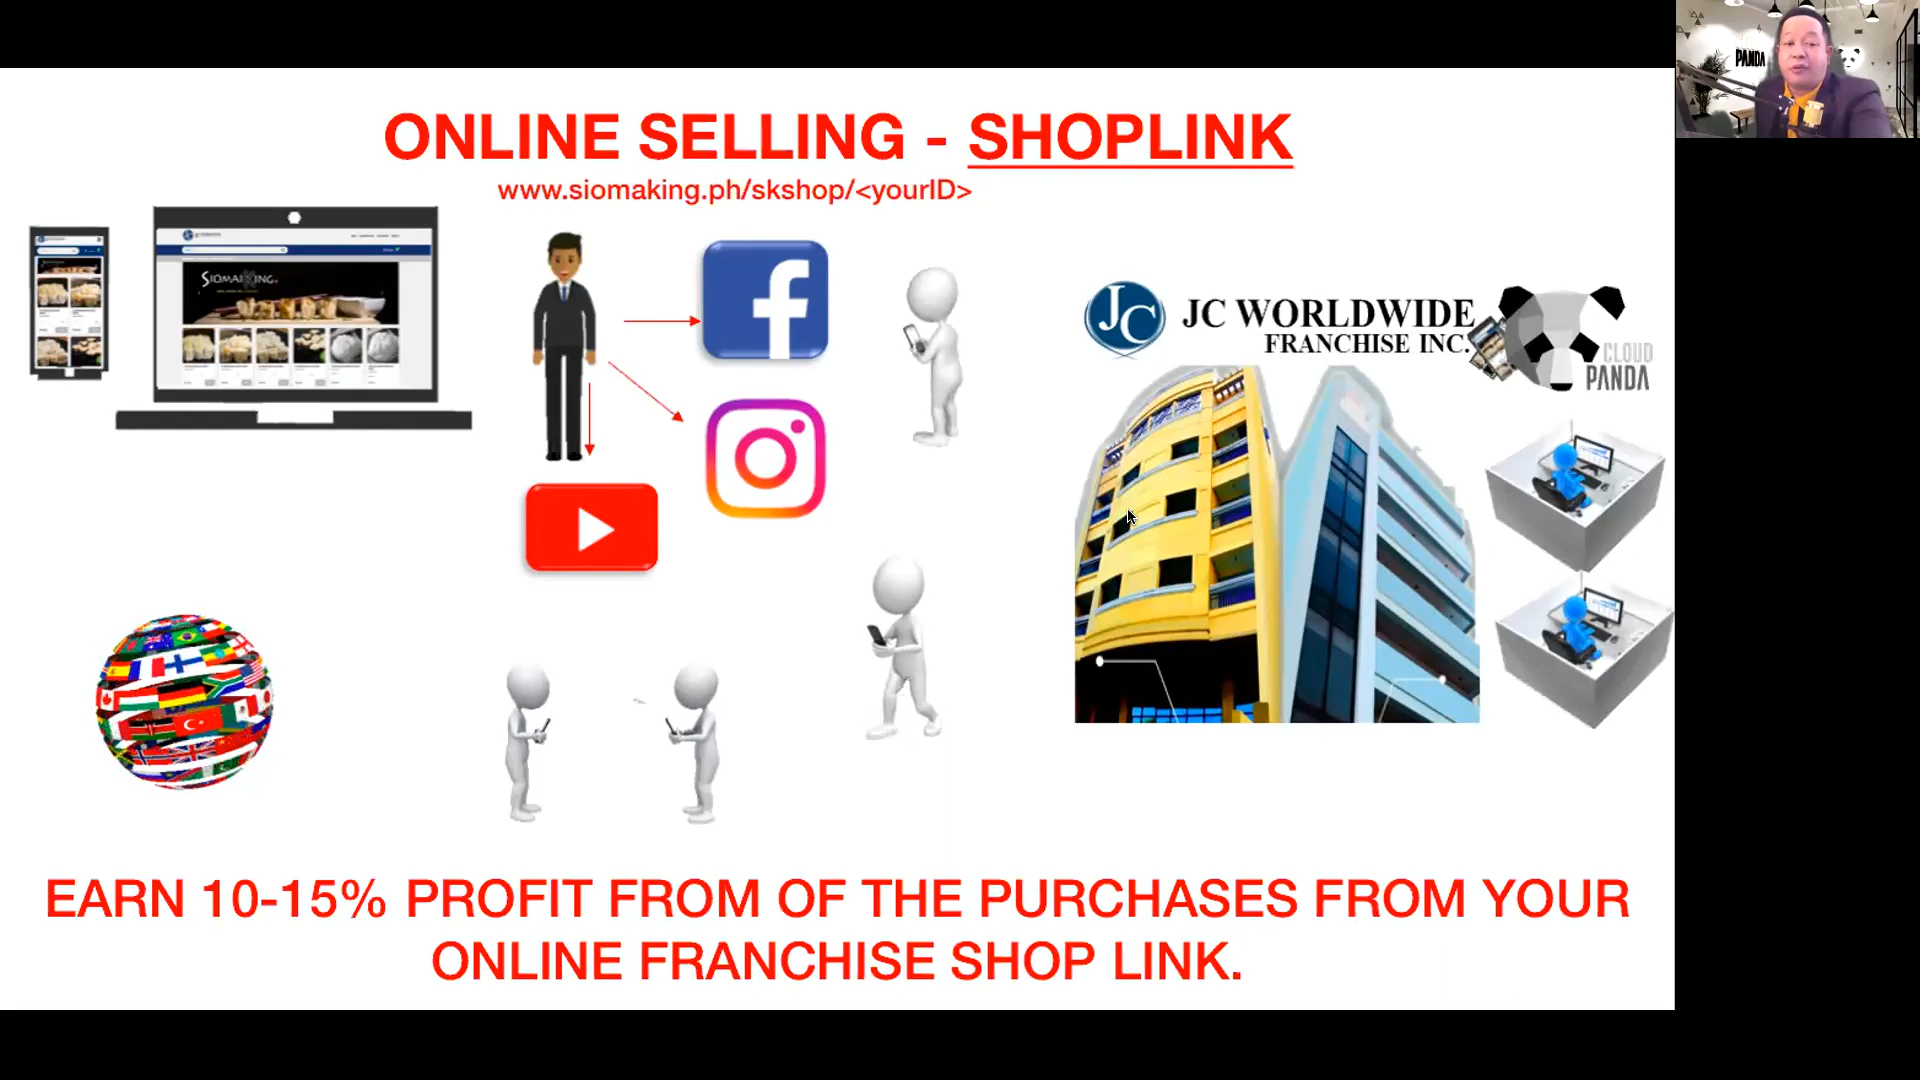 ONLINE SELLING - SHOPLINK
www.siomaking.ph/skshop/<yourID>
SIOMAI KING
JC WORLDWIDE
FRANCHISE INC.
JC
CLOUD
PANDA
PANDA
EARN 10-15% PROFIT FROM OF THE PURCHASES FROM YOUR
ONLINE FRANCHISE SHOP LINK.